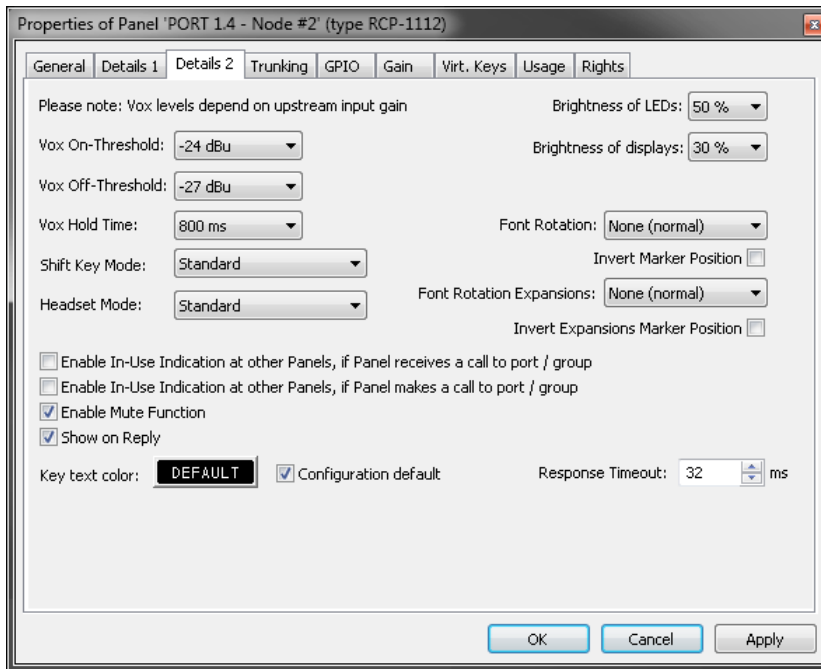 Properties of Panel 'PORT 1.4 - Node #2' (type RCP-1112)
General Details 1 Details 2 Trunking GPIO Gain Virt. Keys Usage Rights
Please note: Vox levels depend on upstream input gain
Brightness of LEDs: 50 %
Vox On-Threshold: -24 dBu
Brightness of displays: 30 %
Vox Off-Threshold: -27 dBu
Vox Hold Time: 800 ms
Font Rotation: None (normal)
Invert Marker Position
Shift Key Mode: Standard
Font Rotation Expansions: None (normal)
Headset Mode: Standard
Invert Expansions Marker Position
Enable In-Use Indication at other Panels, if Panel receives a call to port / group
Enable In-Use Indication at other Panels, if Panel makes a call to port / group
Enable Mute Function
Show on Reply
Key text color: DEFAULT Configuration default Response Timeout: 32 ms
OK Cancel Apply